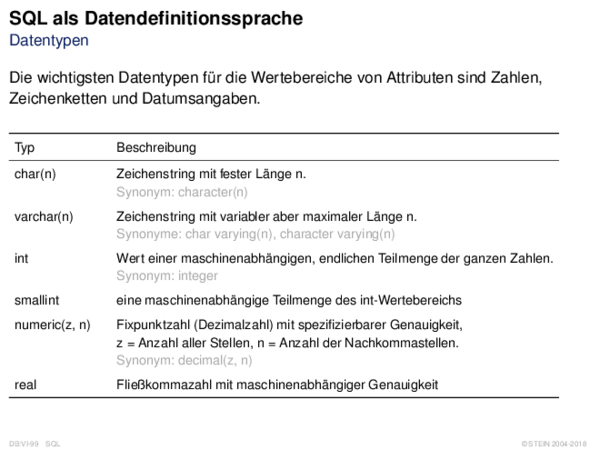 SQL als Datendefinitionssprache
Datentypen
Die wichtigsten Datentypen für die Wertebereiche von Attributen sind Zahlen,
Zeichenketten und Datumsangaben.
Typ Beschreibung
char(n) Zeichenstring mit fester Länge n.
Synonym: character(n)
varchar(n) Zeichenstring mit variabler aber maximaler Länge n.
Synonyme: char varying(n), character varying(n)
int Wert einer maschinenabhängigen, endlichen Teilmenge der ganzen Zahlen.
Synonym: integer
smallint eine maschinenabhängige Teilmenge des int-Wertebereichs
numeric(z, n) Fixpunktzahl (Dezimalzahl) mit spezifizierbarer Genauigkeit,
z = Anzahl aller Stellen, n = Anzahl der Nachkommastellen.
Synonym: decimal(z, n)
real Fließkommazahl mit maschinenabhängiger Genauigkeit
DB:VI-99 SQL ©STEIN 2004-2018